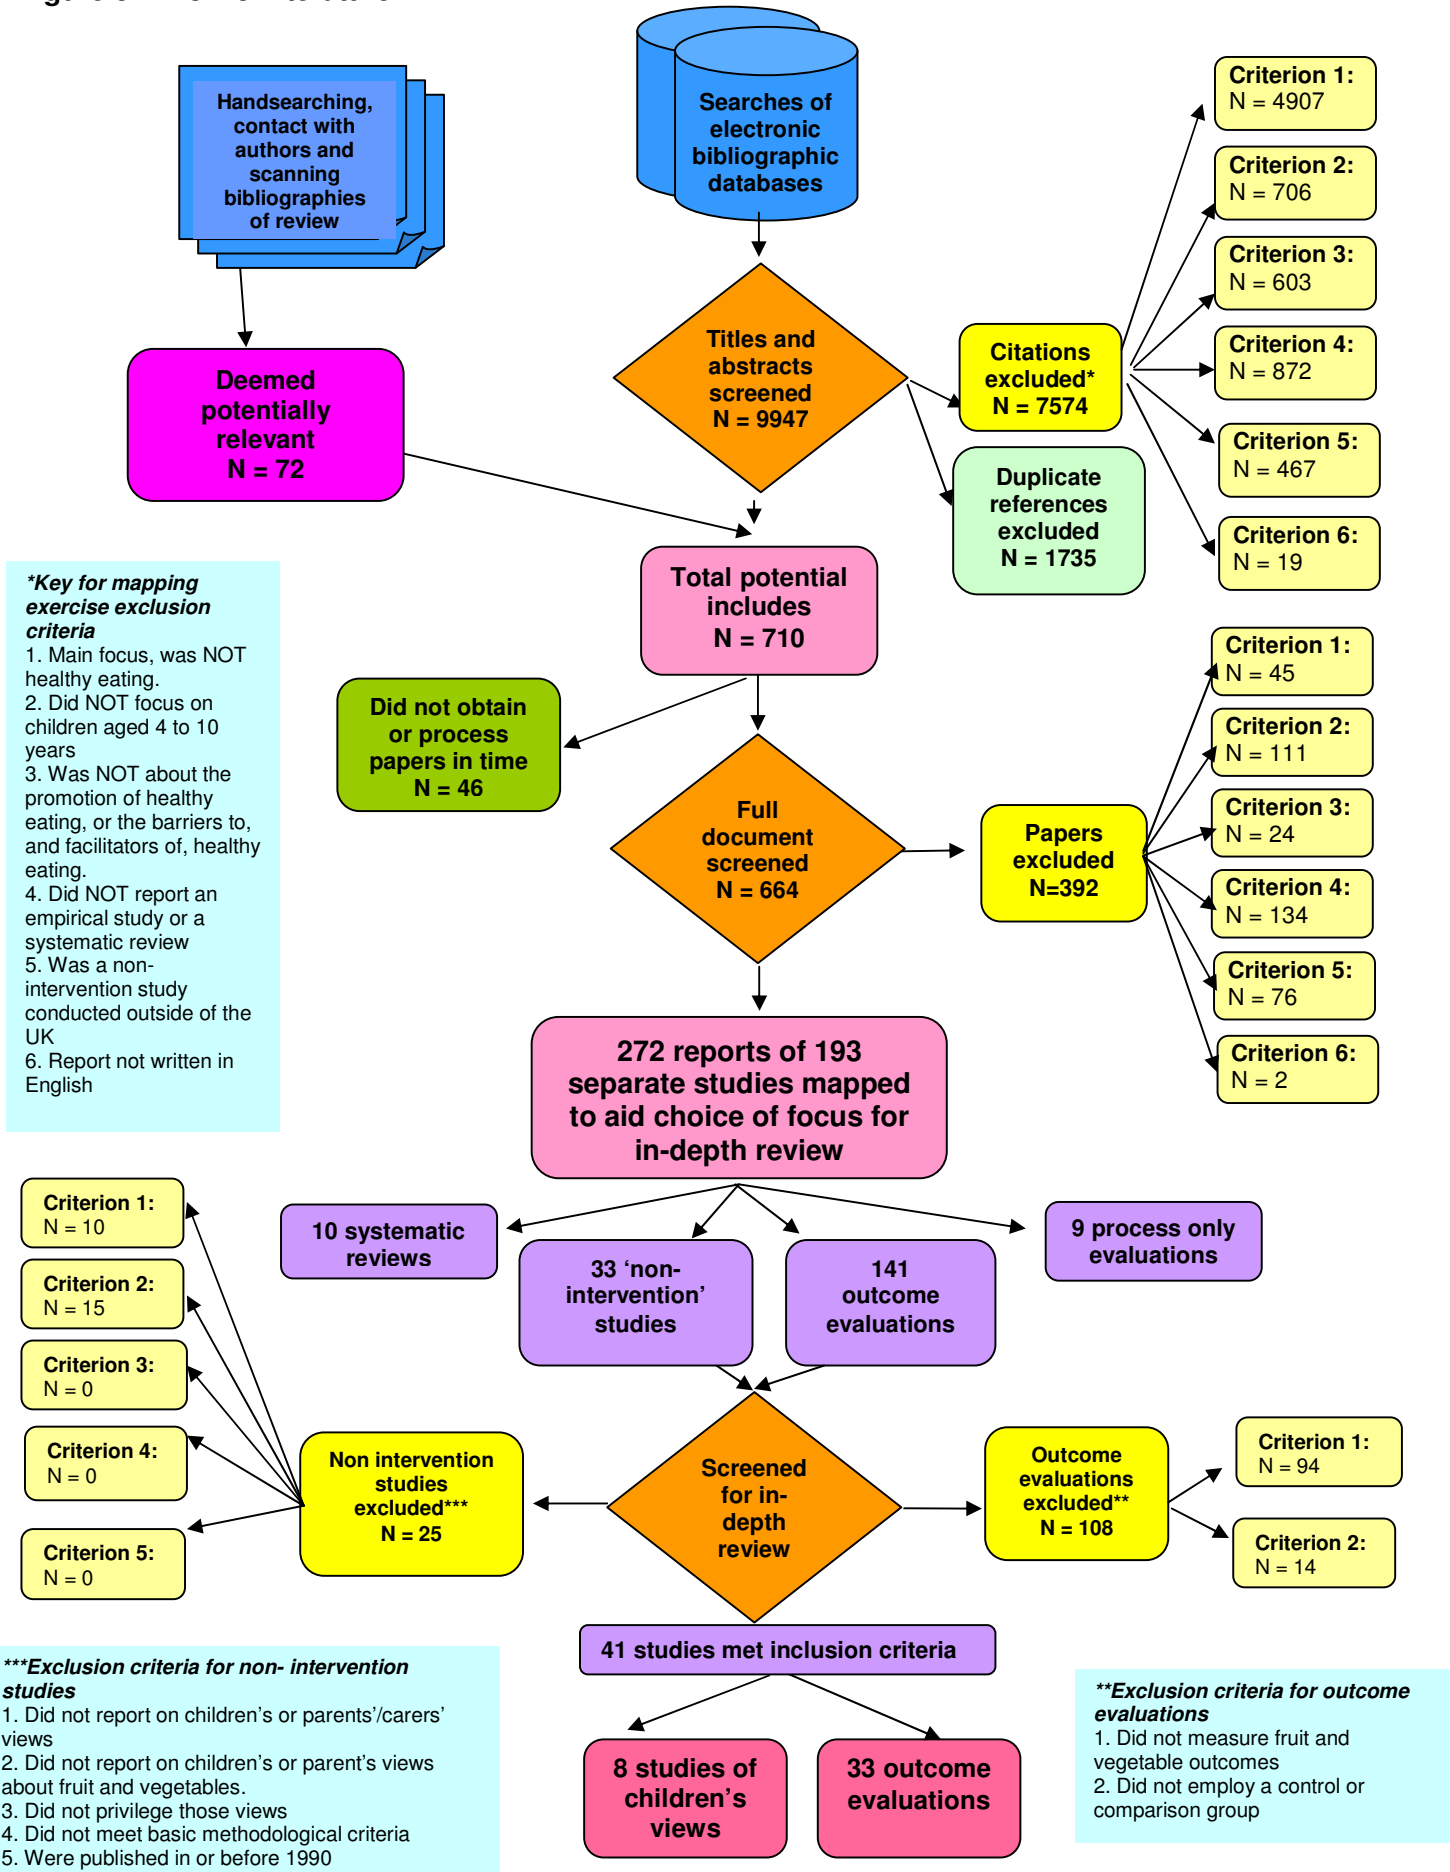 Handsearching,
contact with
authors and
scanning
bibliographies
of review
Searches of
electronic
bibliographic
databases
Criterion 1:
N = 4907
Criterion 2:
N = 706
Criterion 3:
N = 603
Criterion 4:
N = 872
Criterion 5:
N = 467
Criterion 6:
N = 19
Titles and
abstracts
screened
N = 9947
Citations
excluded*
N = 7574
Deemed
potentially
relevant
N = 72
Duplicate
references
excluded
N = 1735
Total potential
includes
N = 710
*Key for mapping
exercise exclusion
criteria
1. Main focus, was NOT
healthy eating.
2. Did NOT focus on
children aged 4 to 10
years
3. Was NOT about the
promotion of healthy
eating, or the barriers to,
and facilitators of, healthy
eating.
4. Did NOT report an
empirical study or a
systematic review
5. Was a non-
intervention study
conducted outside of the
UK
6. Report not written in
English
Did not obtain
or process
papers in time
N = 46
Full
document
screened
N = 664
Papers
excluded
N=392
Criterion 1:
N = 45
Criterion 2:
N = 111
Criterion 3:
N = 24
Criterion 4:
N = 134
Criterion 5:
N = 76
Criterion 6:
N = 2
272 reports of 193
separate studies mapped
to aid choice of focus for
in-depth review
10 systematic
reviews
33 ‘non-
intervention’
studies
141
outcome
evaluations
9 process only
evaluations
Criterion 1:
N = 10
Criterion 2:
N = 15
Criterion 3:
N = 0
Criterion 4:
N = 0
Criterion 5:
N = 0
Non intervention
studies
excluded***
N = 25
Screened
for in-
depth
review
Outcome
evaluations
excluded**
N = 108
Criterion 1:
N = 94
Criterion 2:
N = 14
41 studies met inclusion criteria
8 studies of
children’s
views
33 outcome
evaluations
***Exclusion criteria for non- intervention
studies
1. Did not report on children’s or parents’/carers’
views
2. Did not report on children’s or parent’s views
about fruit and vegetables.
3. Did not privilege those views
4. Did not meet basic methodological criteria
5. Were published in or before 1990
**Exclusion criteria for outcome
evaluations
1. Did not measure fruit and
vegetable outcomes
2. Did not employ a control or
comparison group